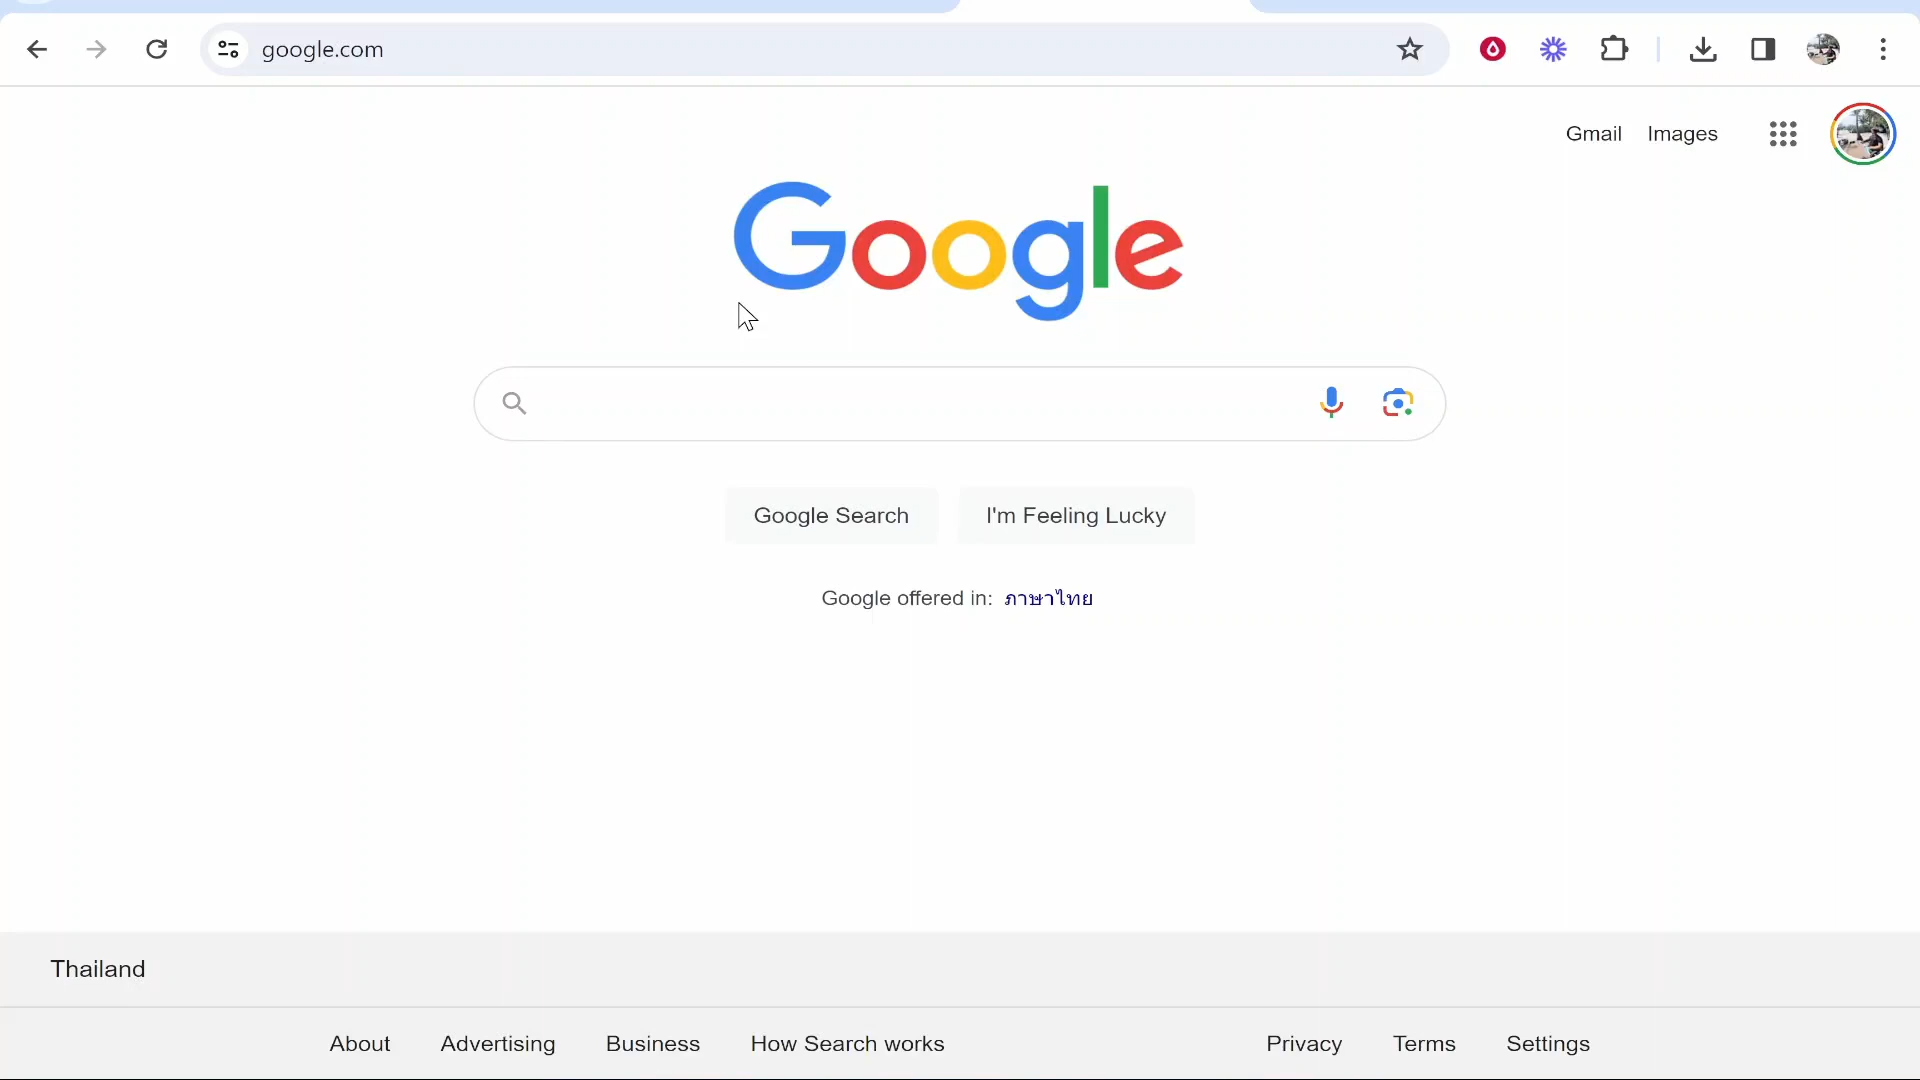 google.com
Gmail Images
Google
Google Search I'm Feeling Lucky
Google offered in: ภาษาไทย
Thailand
About Advertising Business How Search works Privacy Terms Settings